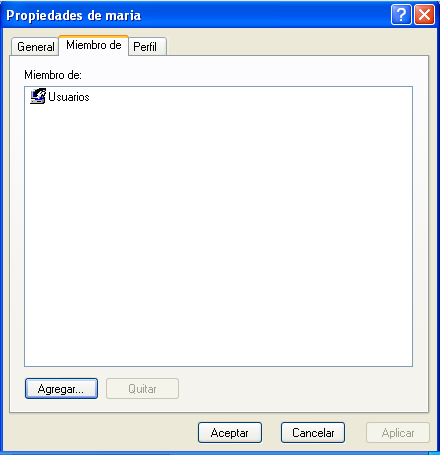 Propiedades de maria
General Miembro de Perfil
Miembro de:
Usuarios
Agregar... Quitar
Aceptar Cancelar Aplicar